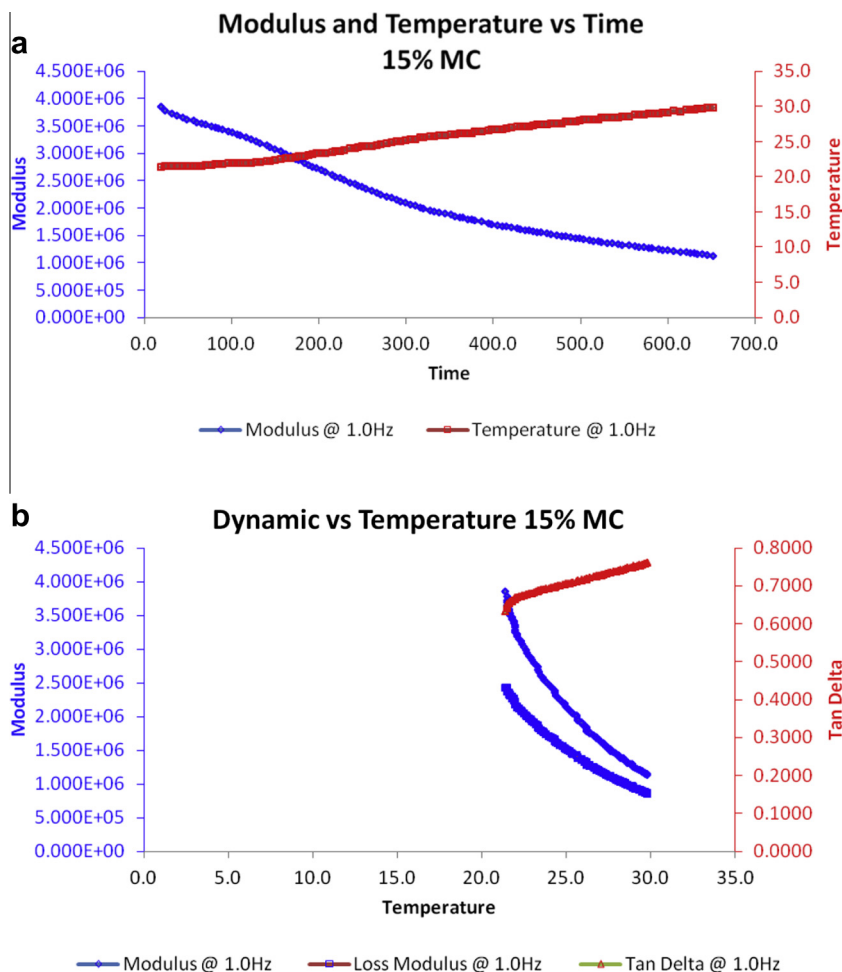 a
Modulus and Temperature vs Time
15% MC
4.500E+06
4.000E+06
3.500E+06
3.000E+06
2.500E+06
2.000E+06
1.500E+06
1.000E+06
5.000E+05
0.000E+00
Modulus
35.0
30.0
25.0
20.0
15.0
10.0
5.0
0.0
Temperature
0.0 100.0 200.0 300.0 400.0 500.0 600.0 700.0
Time
Modulus @ 1.0Hz Temperature @ 1.0Hz
b
Dynamic vs Temperature 15% MC
4.500E+06
4.000E+06
3.500E+06
3.000E+06
2.500E+06
2.000E+06
1.500E+06
1.000E+06
5.000E+05
0.000E+00
Modulus
0.8000
0.7000
0.6000
0.5000
0.4000
0.3000
0.2000
0.1000
0.0000
Tan Delta
0.0 5.0 10.0 15.0 20.0 25.0 30.0 35.0
Temperature
Modulus @ 1.0Hz Loss Modulus @ 1.0Hz Tan Delta @ 1.0Hz